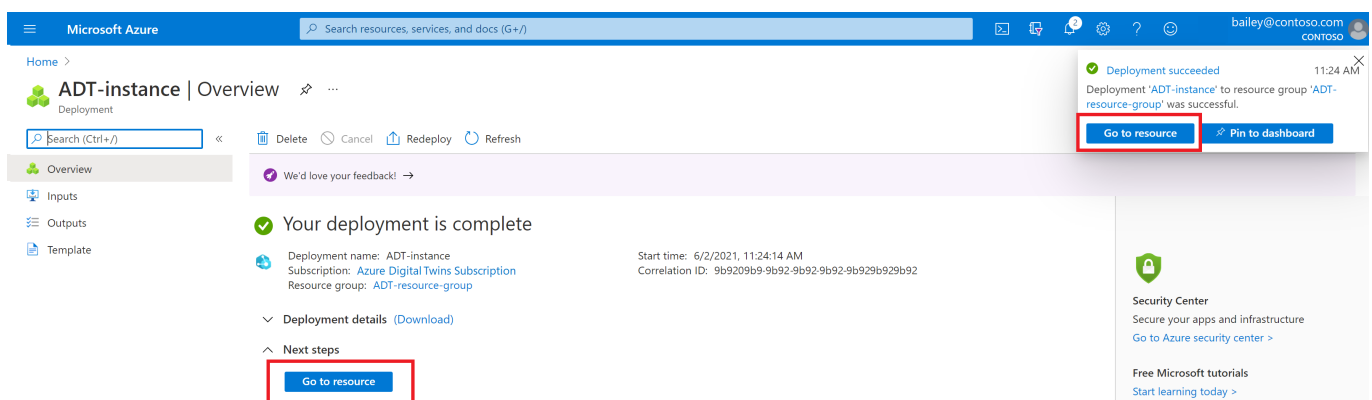 Microsoft Azure
Search resources, services, and docs (G+/)
2
bailey@contoso.com
CONTOSO
Home >
ADT-instance | Overview ...
Deployment
Search (Ctrl+/)
«
Delete Cancel Redeploy Refresh
Deployment succeeded 11:24 AM
Deployment 'ADT-instance' to resource group 'ADT-
resource-group' was successful.
Go to resource Pin to dashboard
Overview
Inputs
Outputs
Template
We'd love your feedback! →
Your deployment is complete
Deployment name: ADT-instance
Subscription: Azure Digital Twins Subscription
Resource group: ADT-resource-group
Start time: 6/2/2021, 11:24:14 AM
Correlation ID: 9b9209b9-9b92-9b92-9b92-9b929b929b92
Deployment details (Download)
Next steps
Go to resource
Security Center
Secure your apps and infrastructure
Go to Azure security center >
Free Microsoft tutorials
Start learning today >